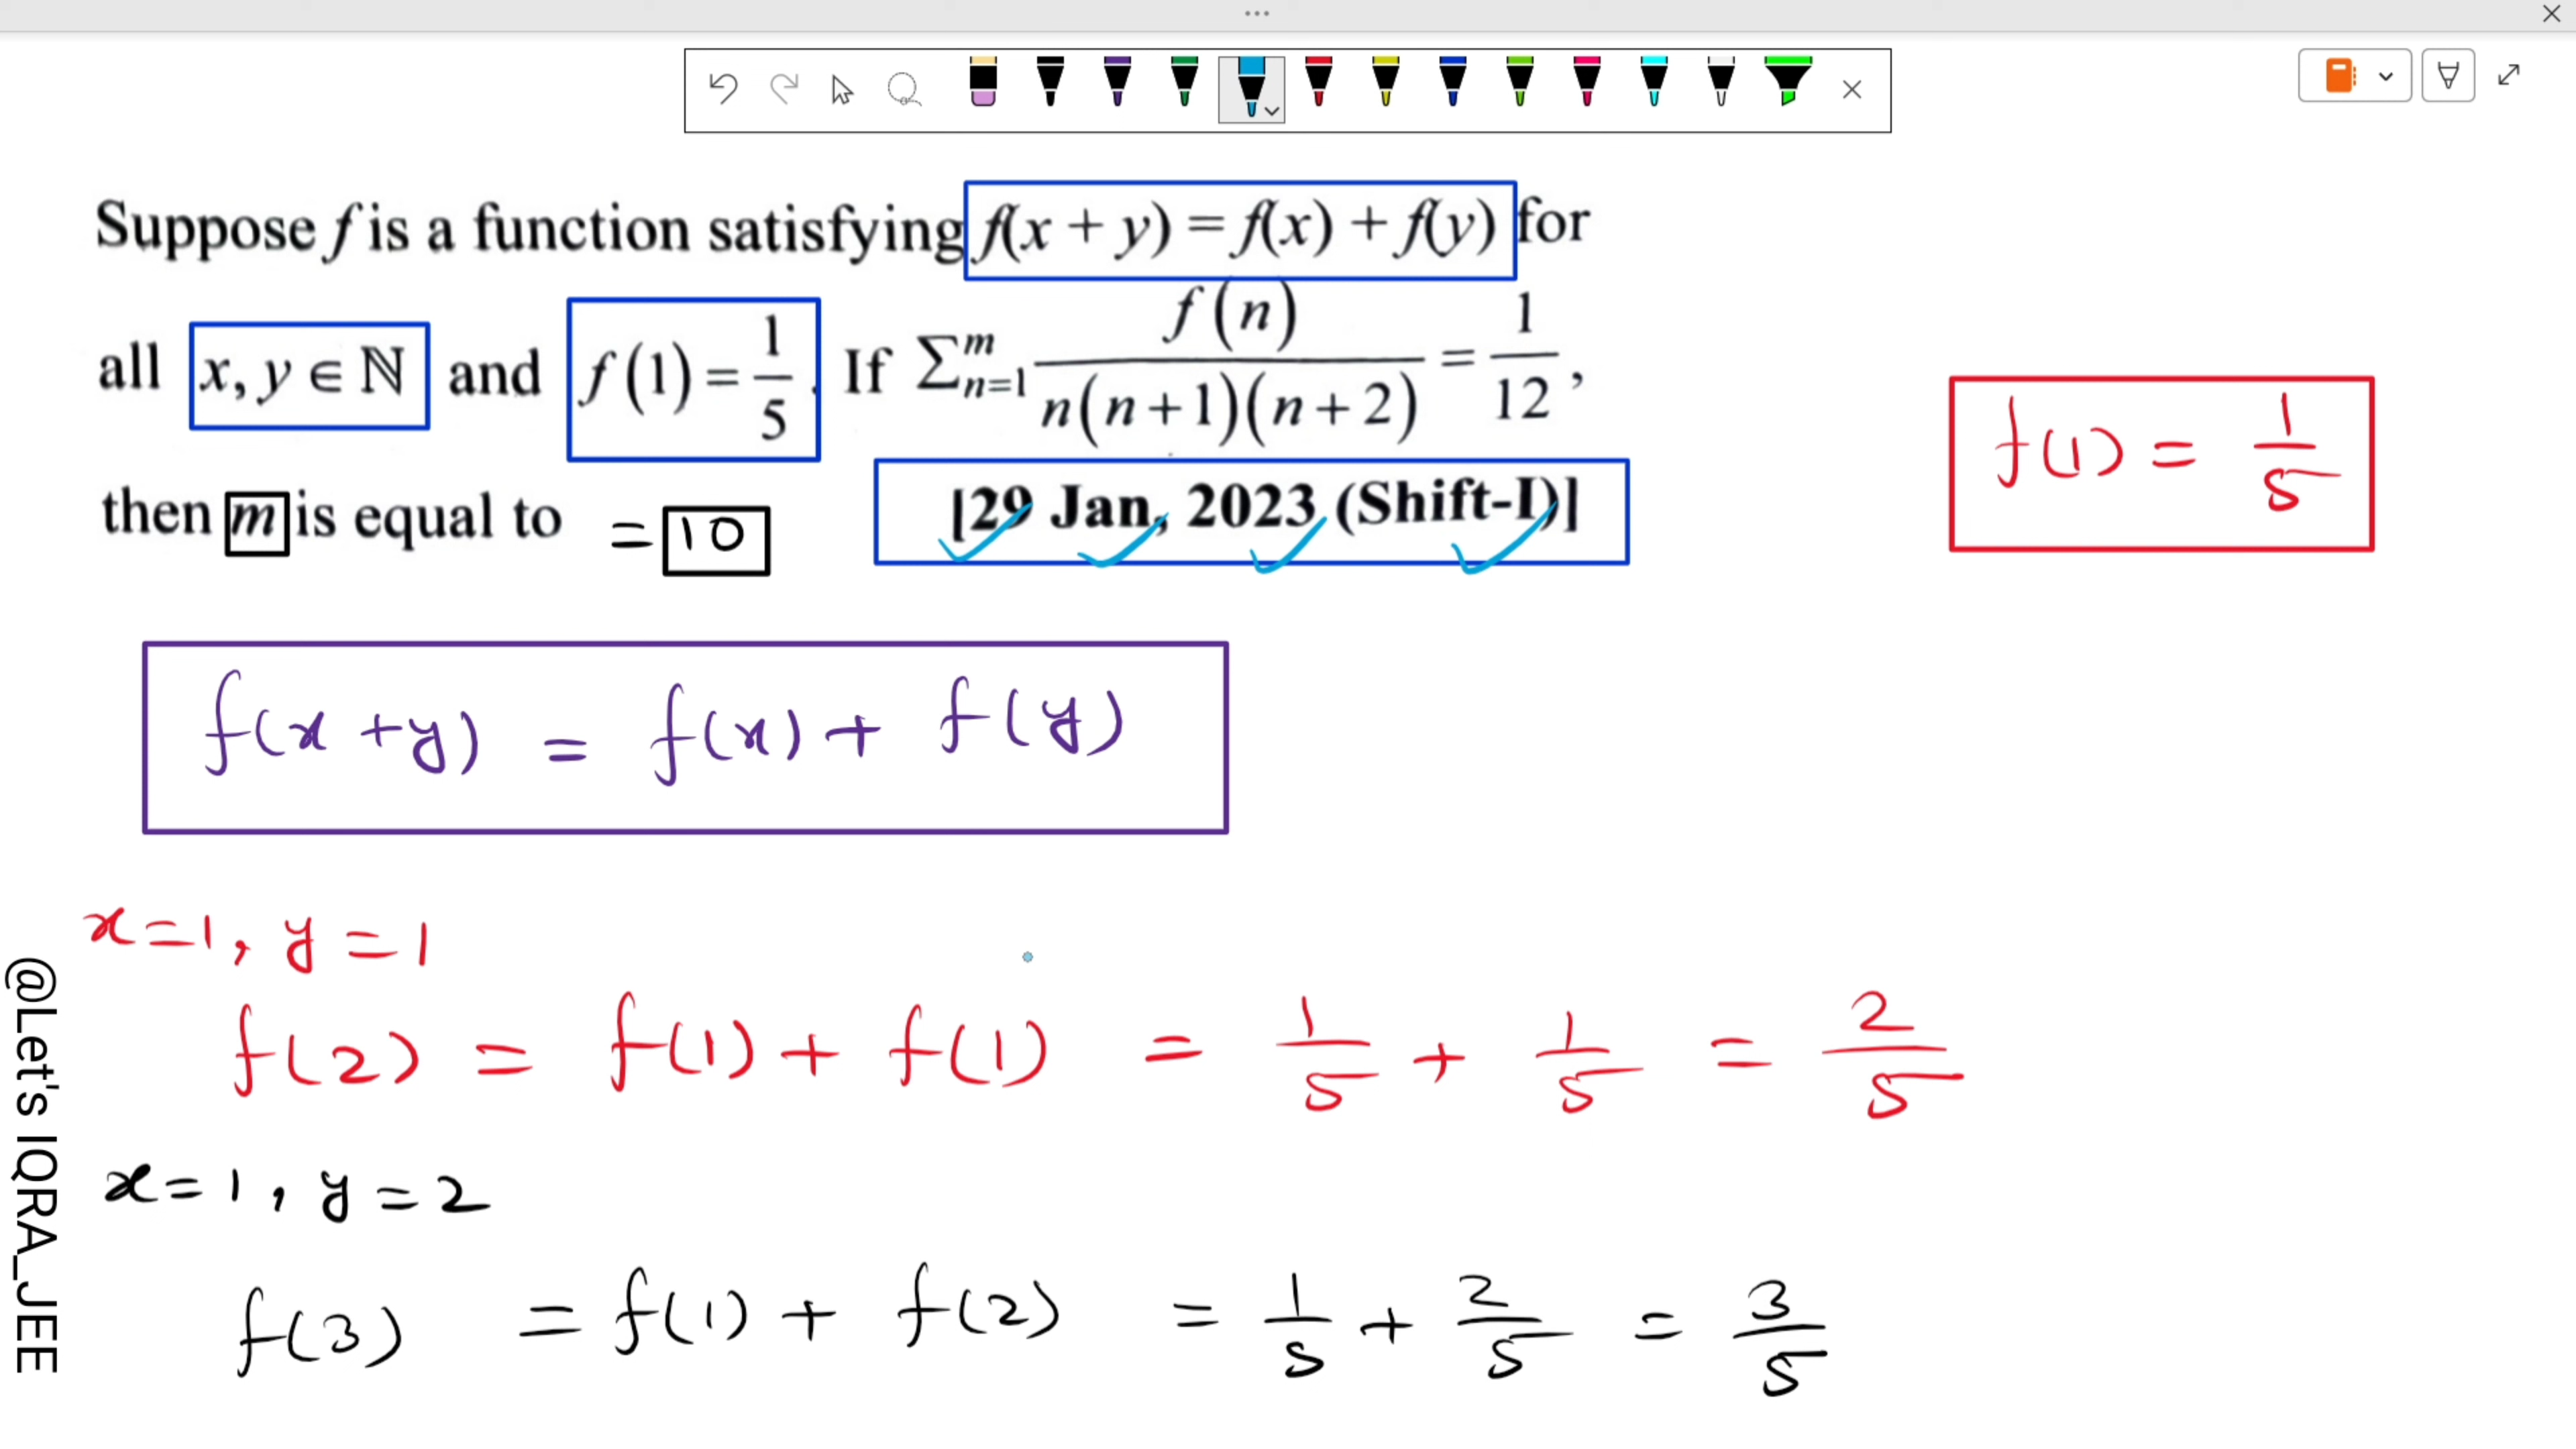 Suppose f is a function satisfying f(x + y) = f(x) + f(y) for
all x, y ∈ ℕ and f(1) = 1/5. If Σ_{n=1}^{m} f(n)/(n(n+1)(n+2)) = 1/12,
then m is equal to = 10 [29 Jan, 2023 (Shift-I)]
f(1) = 1/5
f(x+y) = f(x) + f(y)
x=1, y=1
f(2) = f(1) + f(1) = 1/5 + 1/5 = 2/5
x=1, y=2
f(3) = f(1) + f(2) = 1/5 + 2/5 = 3/5
@Let's IQRA_JEE